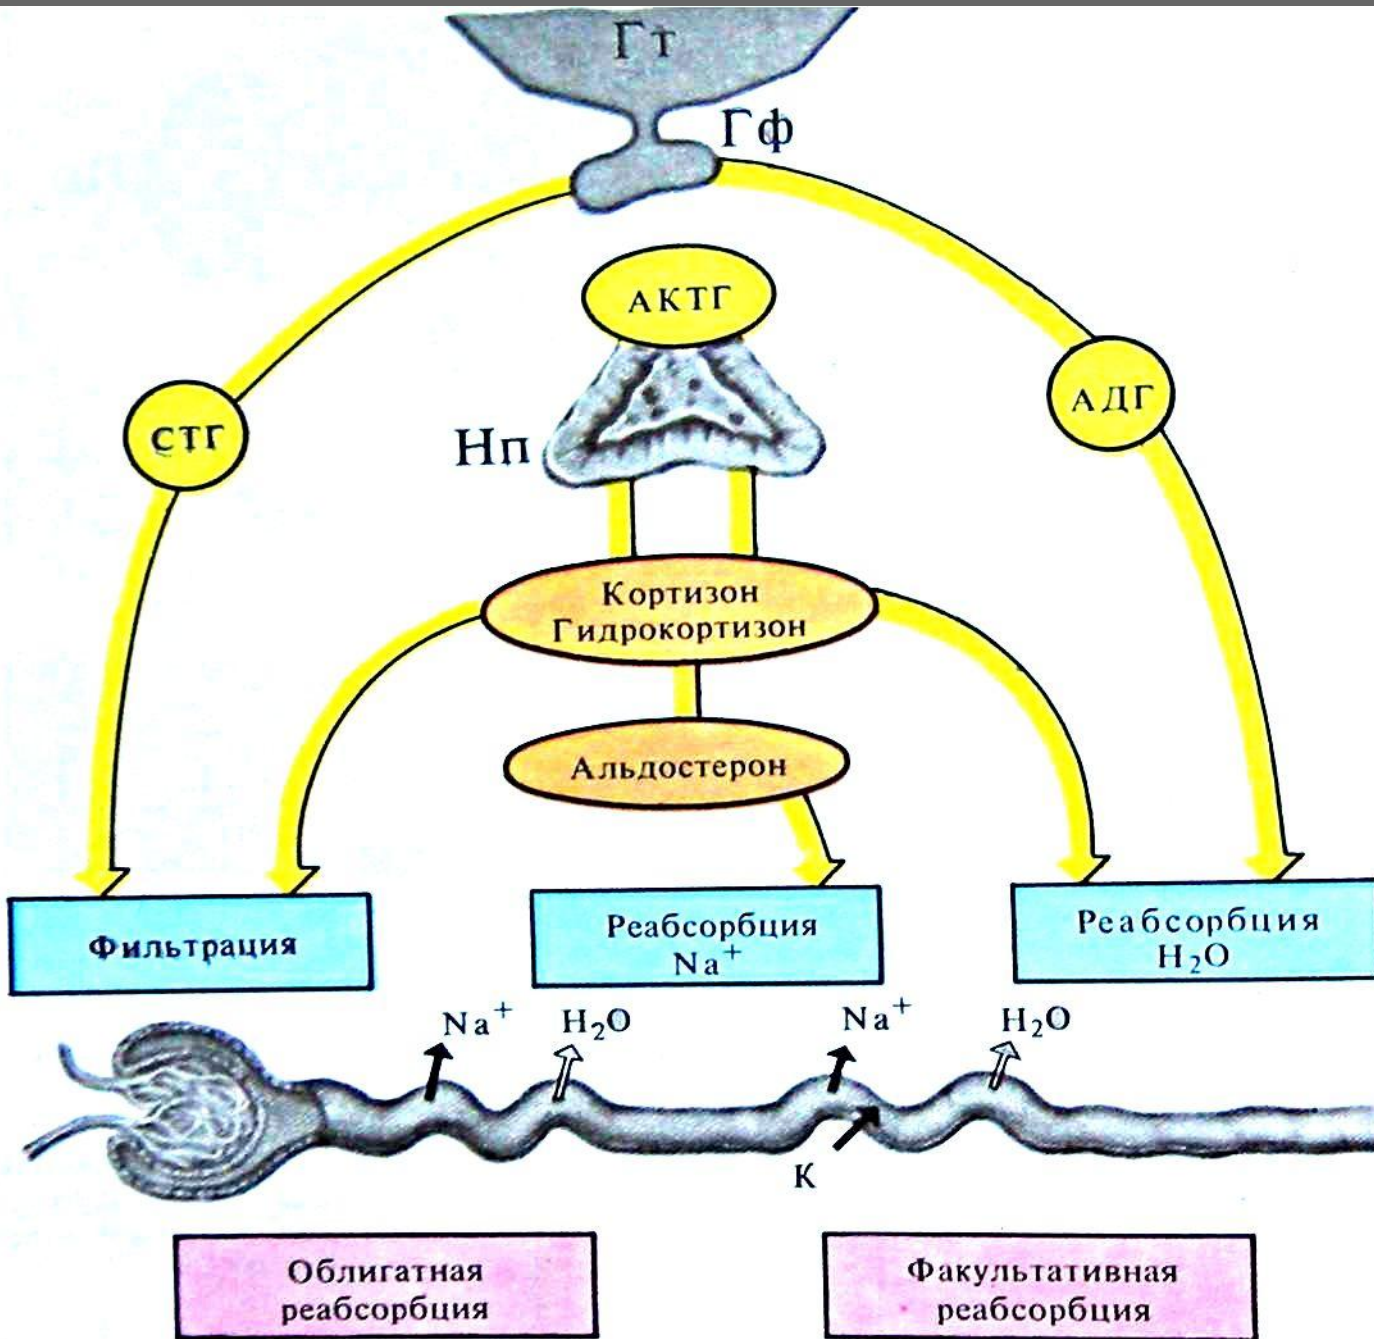 Гт
Гф
АКТГ
СТГ
АДГ
Нп
Кортизон
Гидрокортизон
Альдостерон
Фильтрация
Реабсорбция
Na⁺
Реабсорбция
H₂O
Na⁺
H₂O
Na⁺
H₂O
К
Облигатная
реабсорбция
Факультативная
реабсорбция